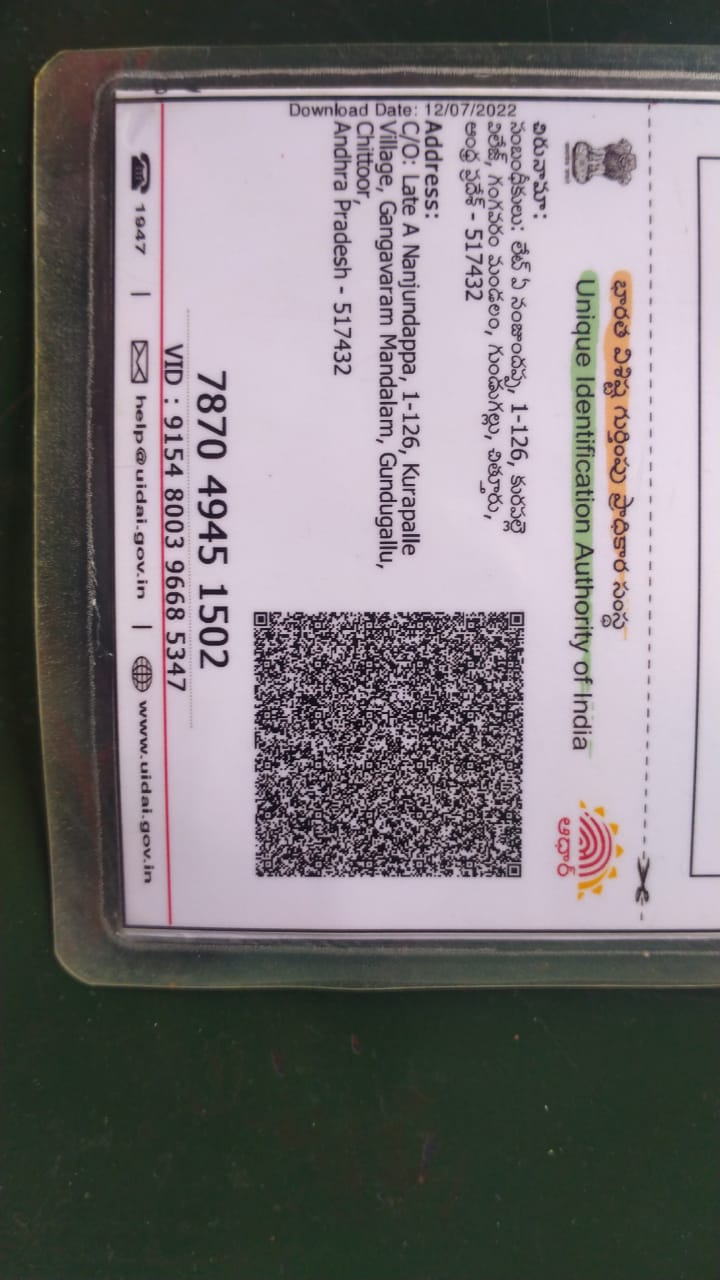 భారత విశిష్ట గుర్తింపు ప్రాధికార సంస్థ
Unique Identification Authority of India
ఆధార్
చిరునామా:
సంబంధీకులు: లేట్ ఏ నంజుండప్ప, 1-126, కురపల్లె
విలేజ్, గంగవరం మండలం, గుండుగల్లు, చిత్తూరు,
ఆంధ్ర ప్రదేశ్ - 517432
Address:
C/O: Late A Nanjundappa, 1-126, Kurapalle
Village, Gangavaram Mandalam, Gundugallu,
Chittoor,
Andhra Pradesh - 517432
Download Date: 12/07/2022
7870 4945 1502
VID : 9154 8003 9668 5347
1947 | help@uidai.gov.in | www.uidai.gov.in